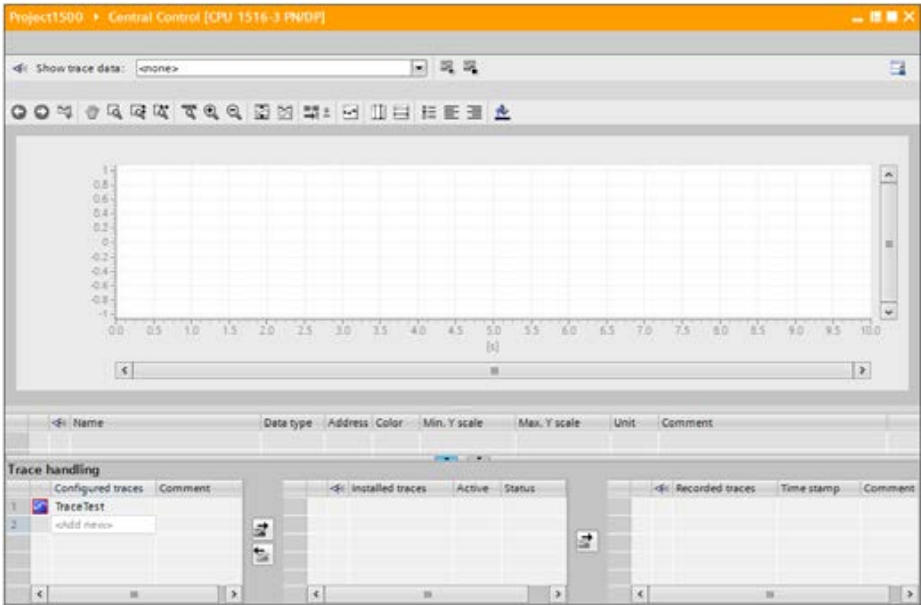 Project1500 ▸ Central Control [CPU 1516-3 PN/DP]
Show trace data: <none>
1
0.8
0.6
0.4
0.2
0
-0.2
-0.4
-0.6
-0.8
-1
0.0 0.5 1.0 1.5 2.0 2.5 3.0 3.5 4.0 4.5 5.0 5.5 6.0 6.5 7.0 7.5 8.0 8.5 9.0 9.5 10.0
[s]
Name Data type Address Color Min. Y scale Max. Y scale Unit Comment
Trace handling
Configured traces Comment Installed traces Active Status Recorded traces Time stamp Comment
1 TraceTest
2 <Add new>